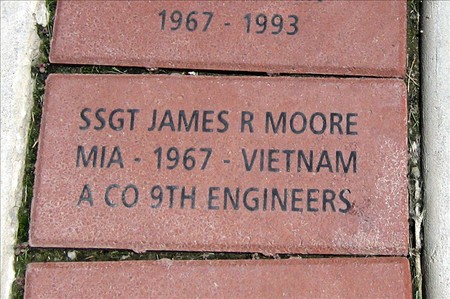 1967 - 1993
SSGT JAMES R MOORE
MIA - 1967 - VIETNAM
A CO 9TH ENGINEERS